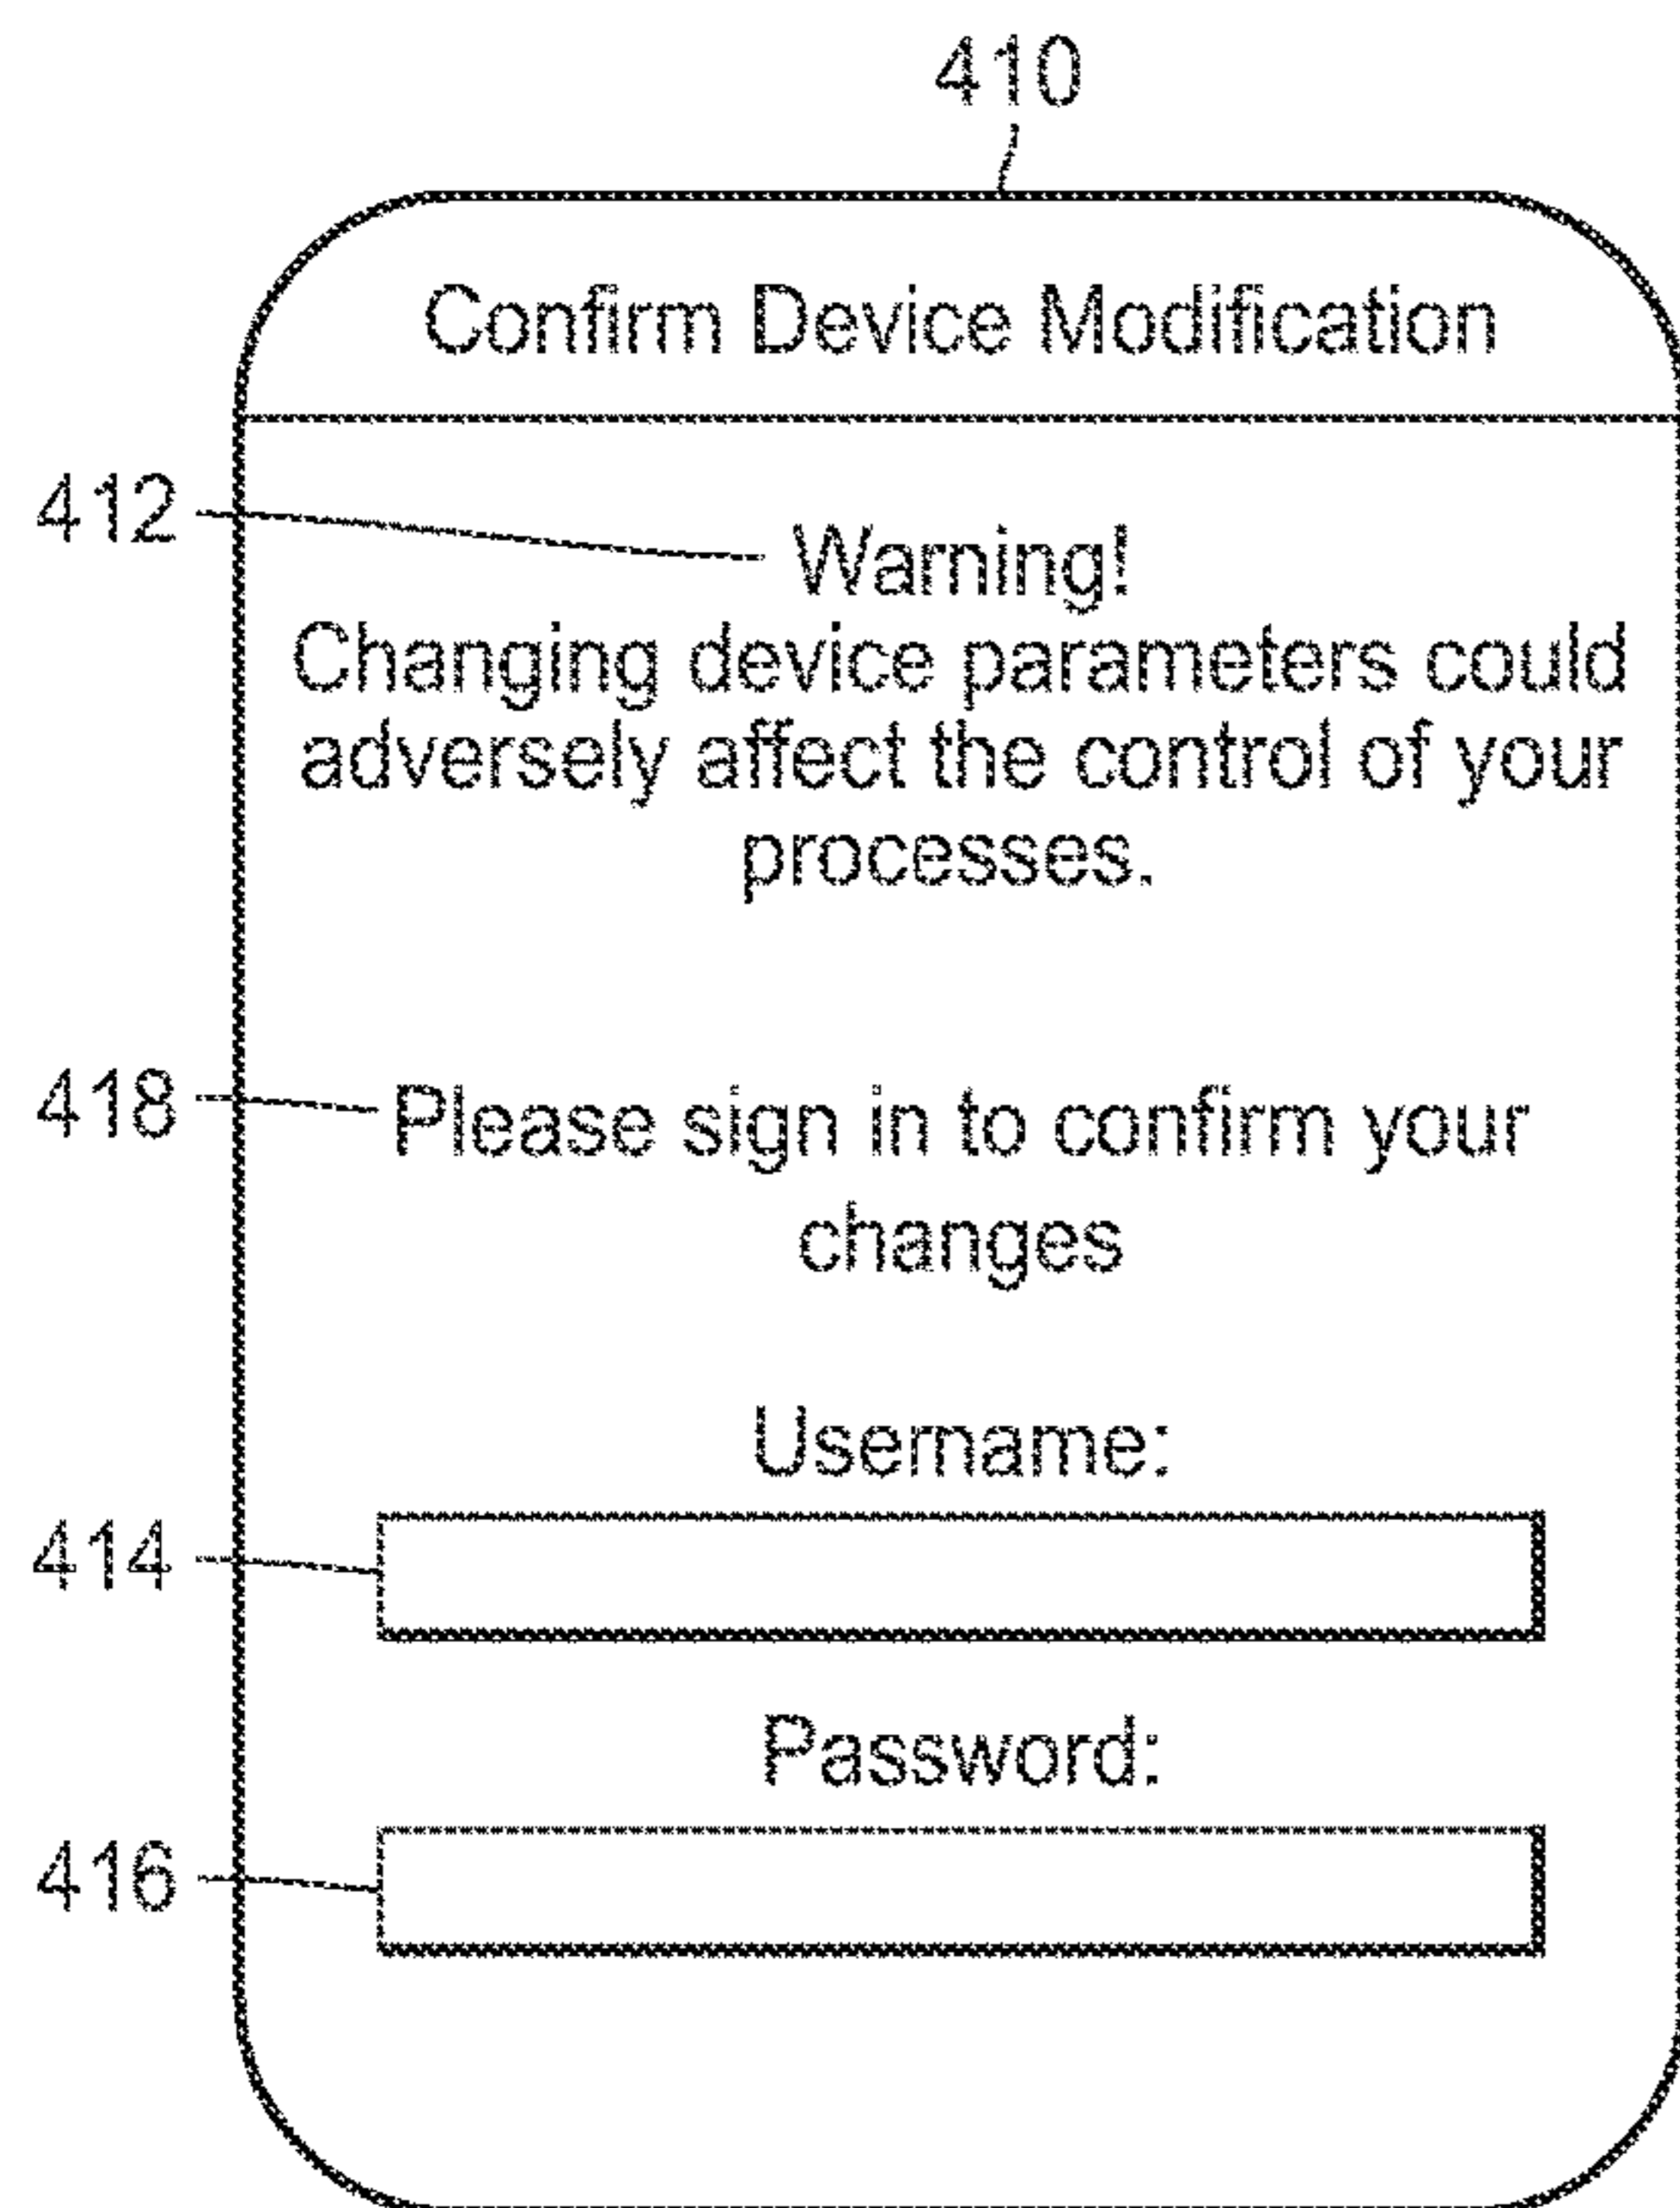 410
Confirm Device Modification
412
Warning!
Changing device parameters could
adversely affect the control of your
processes.
418
Please sign in to confirm your
changes
Username:
414
Password:
416